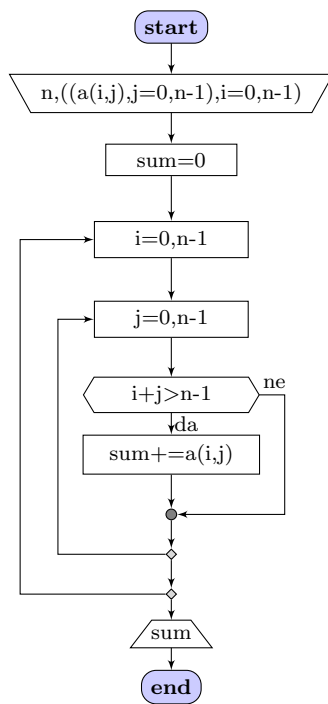 start
n,((a(i,j),j=0,n-1),i=0,n-1)
sum=0
i=0,n-1
j=0,n-1
i+j>n-1
ne
da
sum+=a(i,j)
sum
end